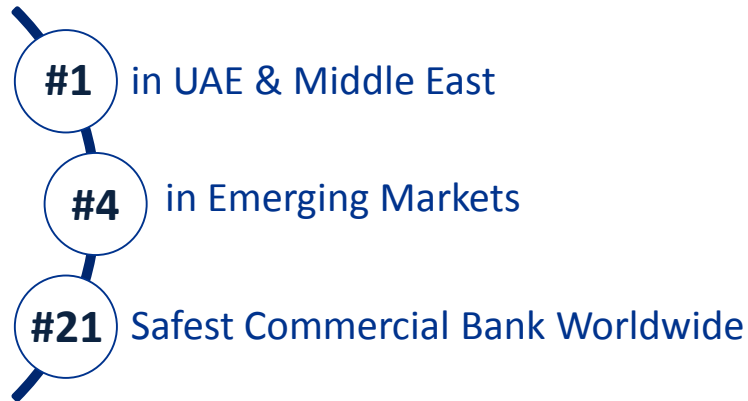 #1 in UAE & Middle East
#4 in Emerging Markets
#21 Safest Commercial Bank Worldwide